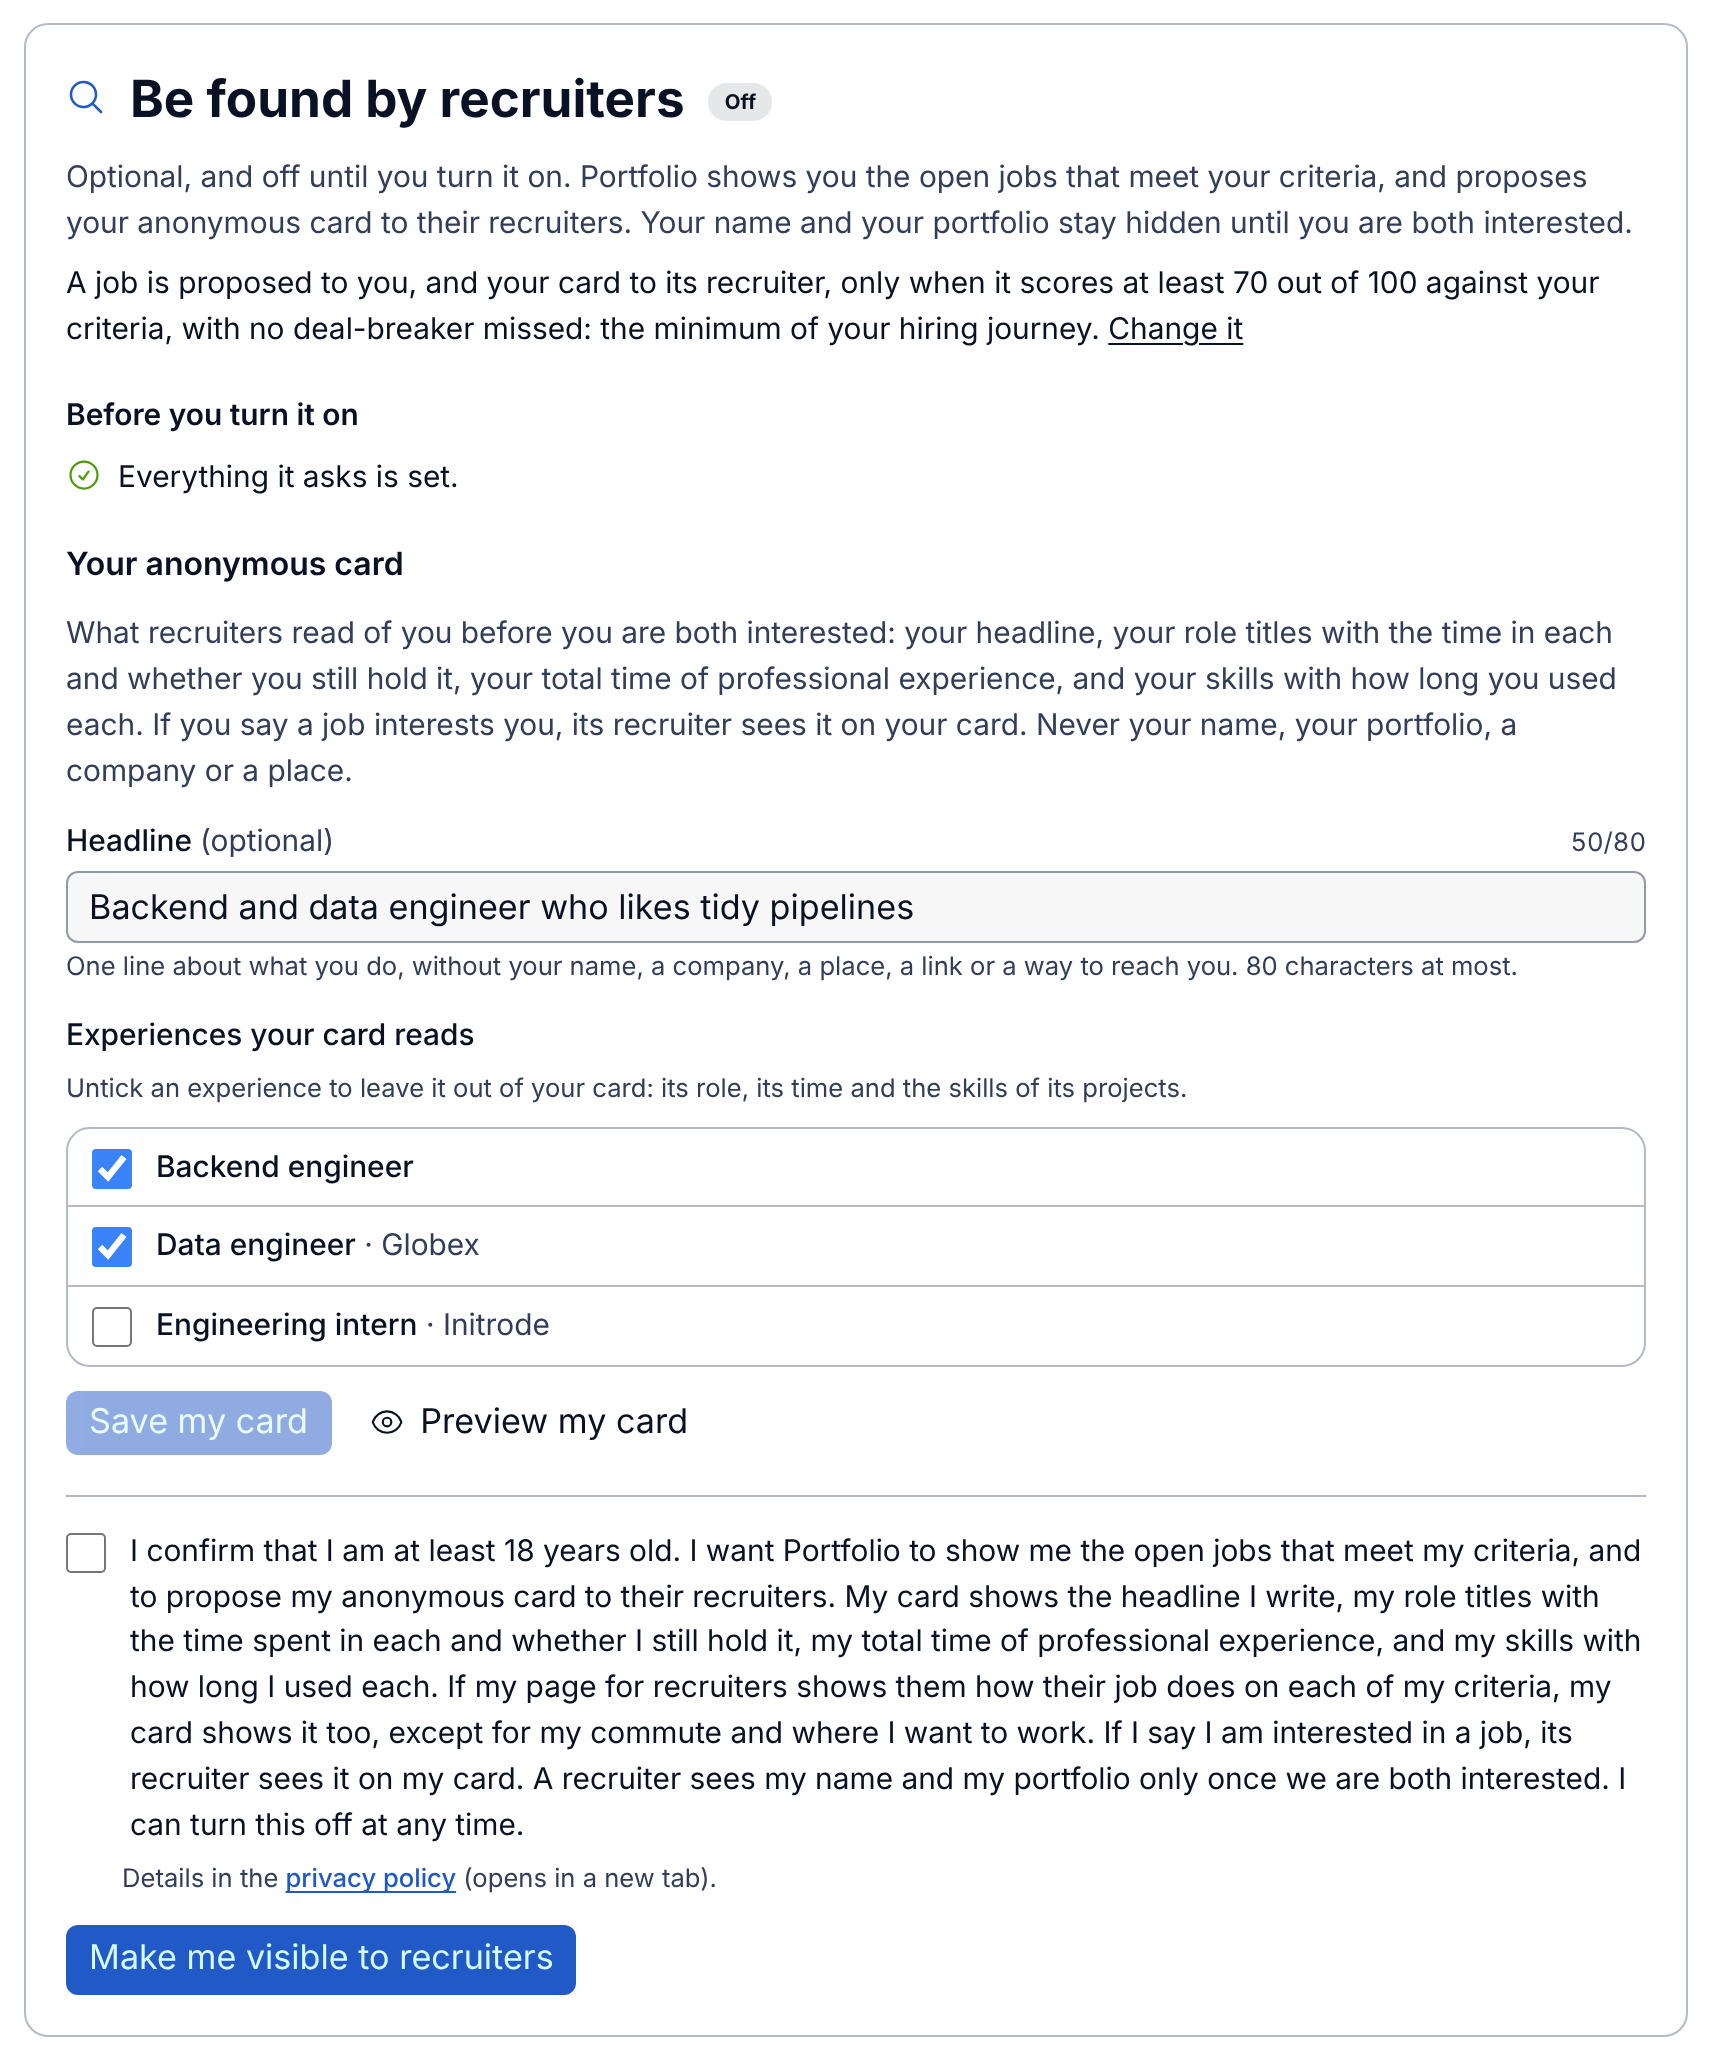 Be found by recruiters Off
Optional, and off until you turn it on. Portfolio shows you the open jobs that meet your criteria, and proposes
your anonymous card to their recruiters. Your name and your portfolio stay hidden until you are both interested.
A job is proposed to you, and your card to its recruiter, only when it scores at least 70 out of 100 against your
criteria, with no deal-breaker missed: the minimum of your hiring journey. Change it
Before you turn it on
Everything it asks is set.
Your anonymous card
What recruiters read of you before you are both interested: your headline, your role titles with the time in each
and whether you still hold it, your total time of professional experience, and your skills with how long you used
each. If you say a job interests you, its recruiter sees it on your card. Never your name, your portfolio, a
company or a place.
Headline (optional) 50/80
Backend and data engineer who likes tidy pipelines
One line about what you do, without your name, a company, a place, a link or a way to reach you. 80 characters at most.
Experiences your card reads
Untick an experience to leave it out of your card: its role, its time and the skills of its projects.
Backend engineer
Data engineer · Globex
Engineering intern · Initrode
Save my card Preview my card
I confirm that I am at least 18 years old. I want Portfolio to show me the open jobs that meet my criteria, and
to propose my anonymous card to their recruiters. My card shows the headline I write, my role titles with
the time spent in each and whether I still hold it, my total time of professional experience, and my skills with
how long I used each. If my page for recruiters shows them how their job does on each of my criteria, my
card shows it too, except for my commute and where I want to work. If I say I am interested in a job, its
recruiter sees it on my card. A recruiter sees my name and my portfolio only once we are both interested. I
can turn this off at any time.
Details in the privacy policy (opens in a new tab).
Make me visible to recruiters